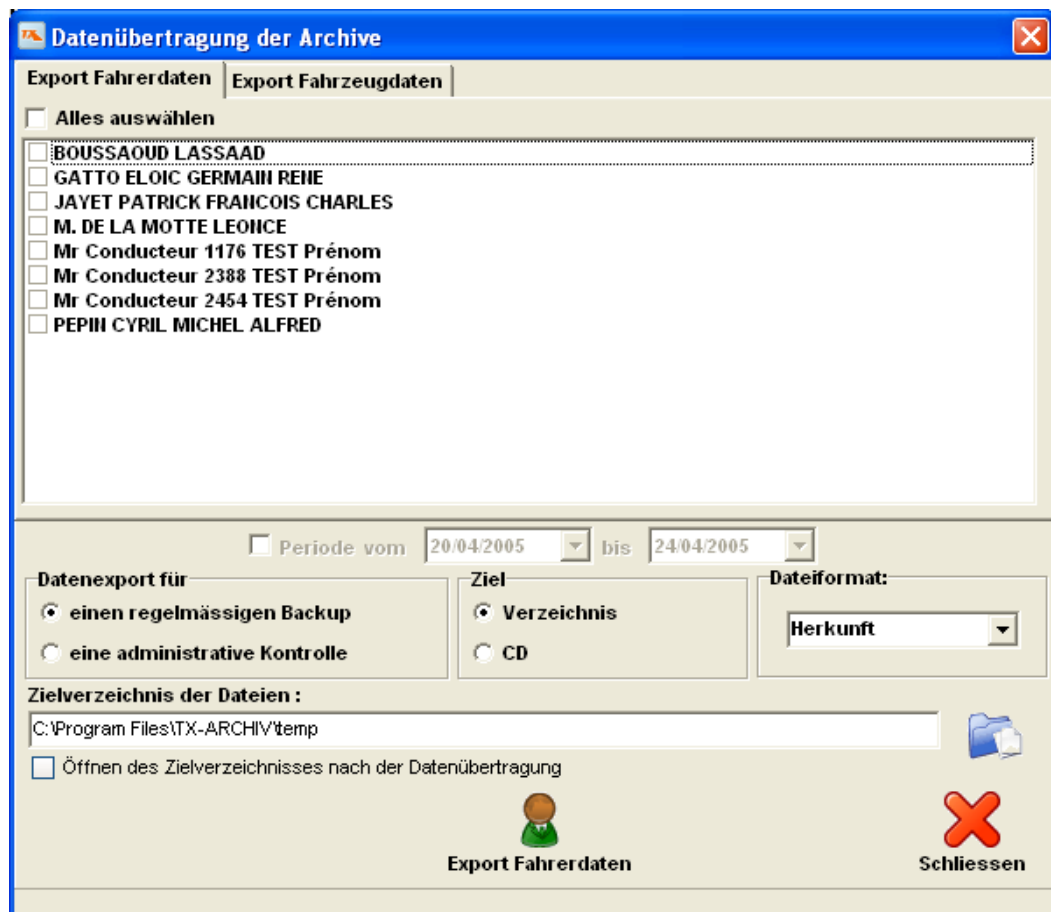 Datenübertragung der Archive
Export Fahrerdaten Export Fahrzeugdaten
Alles auswählen
BOUSSAOUD LASSAAD
GATTO ELOIC GERMAIN RENE
JAYET PATRICK FRANCOIS CHARLES
M. DE LA MOTTE LEONCE
Mr Conducteur 1176 TEST Prénom
Mr Conducteur 2388 TEST Prénom
Mr Conducteur 2454 TEST Prénom
PEPIN CYRIL MICHEL ALFRED
Periode vom 20/04/2005 bis 24/04/2005
Datenexport für
einen regelmässigen Backup
eine administrative Kontrolle
Ziel
Verzeichnis
CD
Dateiformat:
Herkunft
Zielverzeichnis der Dateien :
C:\Program Files\TX-ARCHIV\temp
Öffnen des Zielverzeichnisses nach der Datenübertragung
Export Fahrerdaten
Schliessen